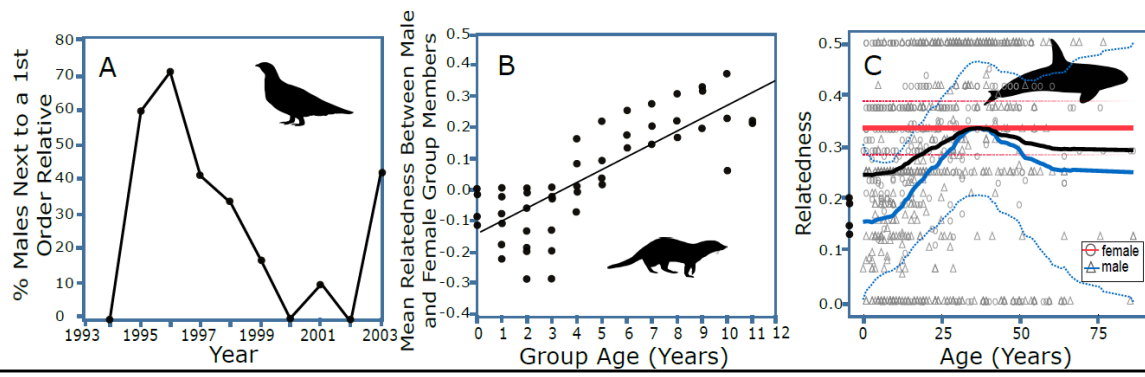 A
% Males Next to a 1st
Order Relative
80
70
60
50
40
30
20
10
0
1993
1995
1997
1999
2001
2003
Year
B
Mean Relatedness Between Male
and Female Group Members
0.5
0.4
0.3
0.2
0.1
0.0
-0.1
-0.2
-0.3
-0.4
0 1 2 3 4 5 6 7 8 9 10 11 12
Group Age (Years)
C
Relatedness
0.5
0.4
0.3
0.2
0.1
0.0
0
25
50
75
Age (Years)
female
male